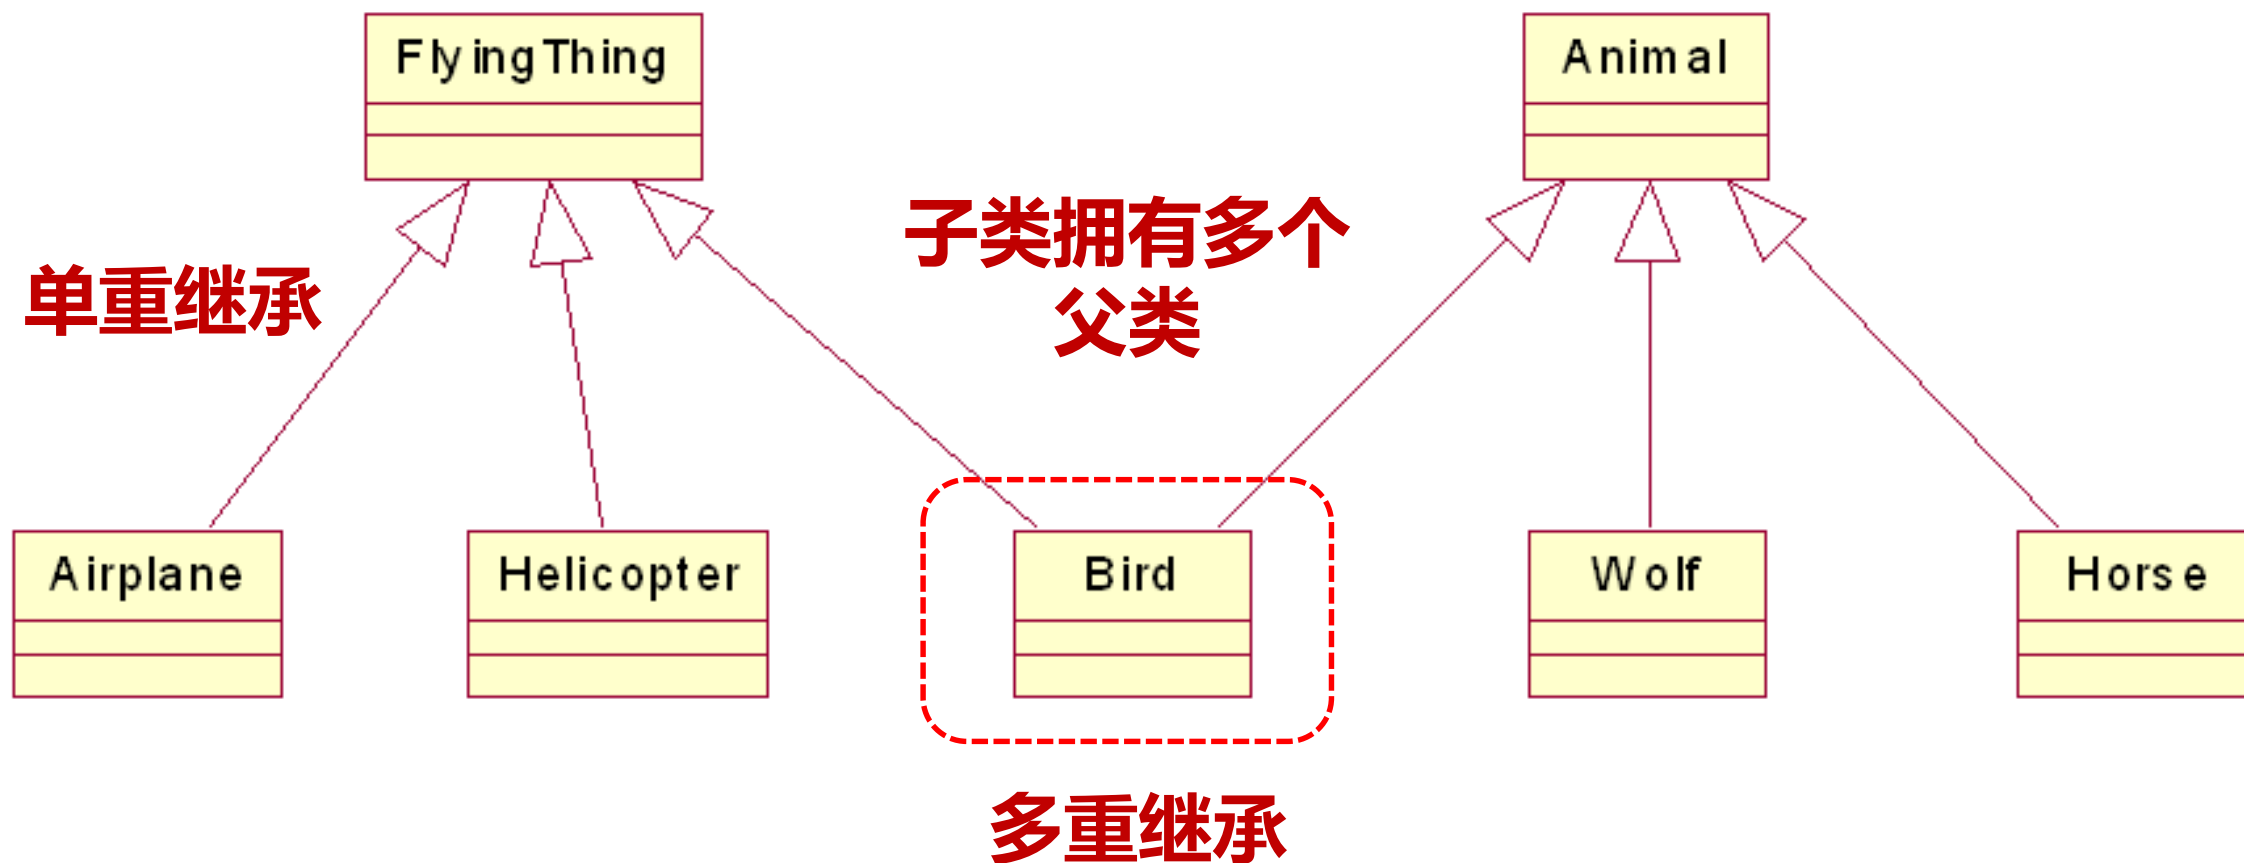 FlyingThing
Animal
子类拥有多个
父类
单重继承
Airplane
Helicopter
Bird
Wolf
Horse
多重继承